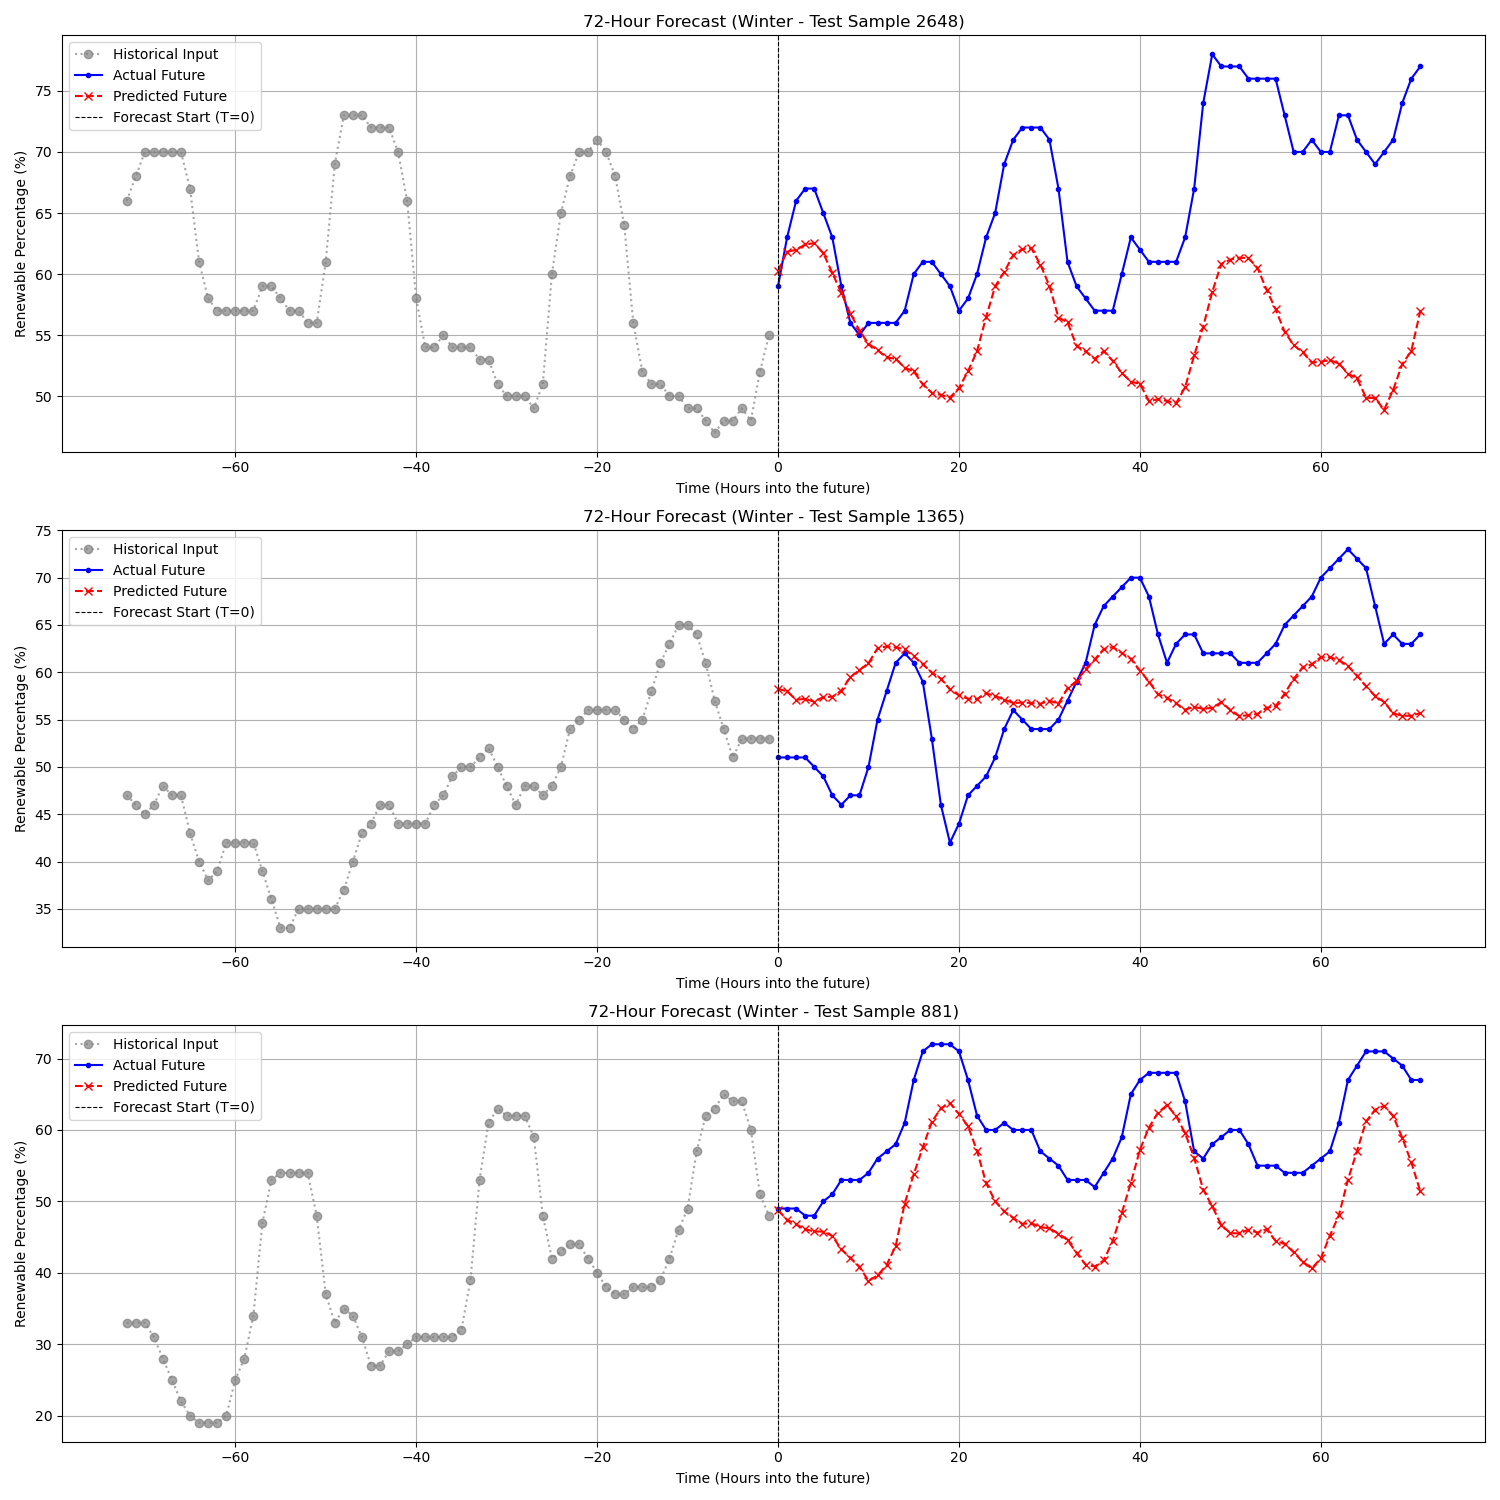 72-Hour Forecast (Winter - Test Sample 2648)
Historical Input
Actual Future
Predicted Future
Forecast Start (T=0)
Renewable Percentage (%)
75
70
65
60
55
50
−60 −40 −20 0 20 40 60
Time (Hours into the future)
72-Hour Forecast (Winter - Test Sample 1365)
Historical Input
Actual Future
Predicted Future
Forecast Start (T=0)
Renewable Percentage (%)
75
70
65
60
55
50
45
40
35
−60 −40 −20 0 20 40 60
Time (Hours into the future)
72-Hour Forecast (Winter - Test Sample 881)
Historical Input
Actual Future
Predicted Future
Forecast Start (T=0)
Renewable Percentage (%)
70
60
50
40
30
20
−60 −40 −20 0 20 40 60
Time (Hours into the future)